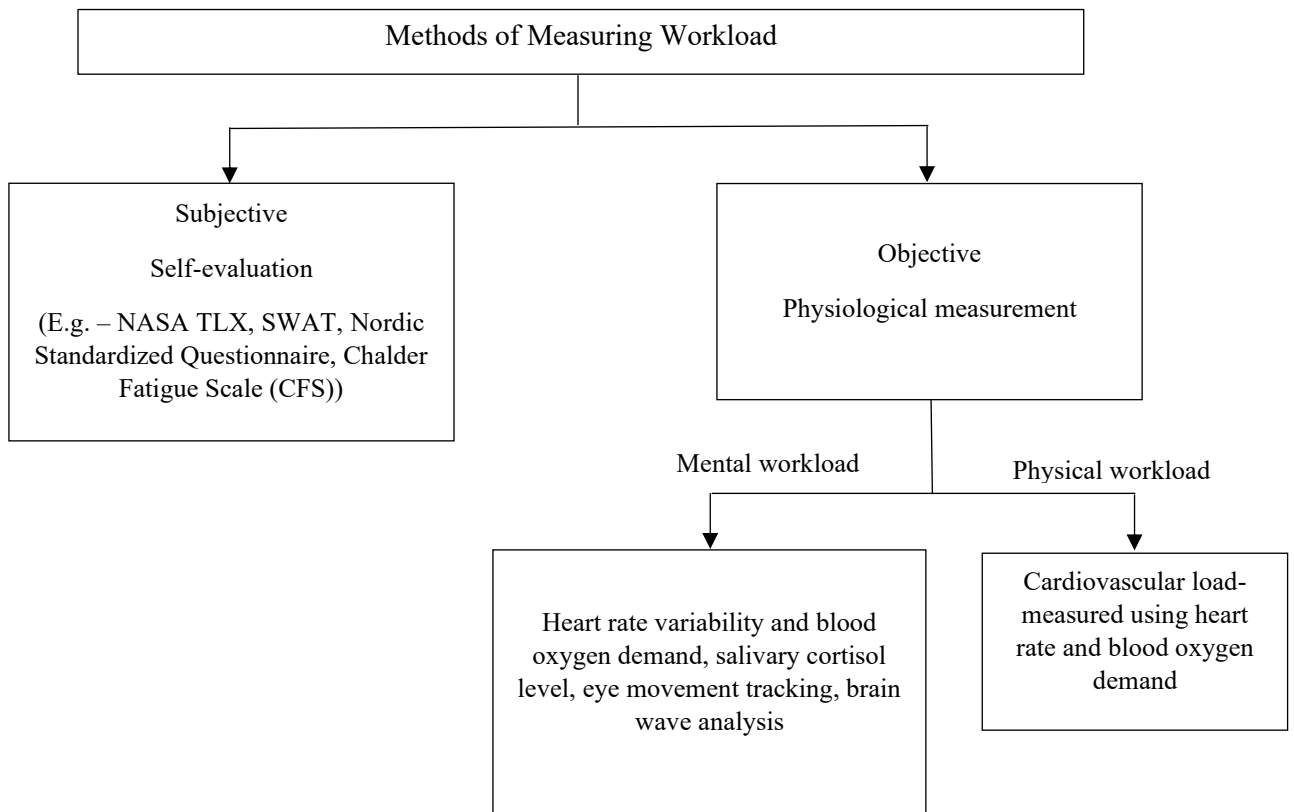 Methods of Measuring Workload
Subjective
Self-evaluation
(E.g. – NASA TLX, SWAT, Nordic
Standardized Questionnaire, Chalder
Fatigue Scale (CFS))
Objective
Physiological measurement
Mental workload
Physical workload
Heart rate variability and blood
oxygen demand, salivary cortisol
level, eye movement tracking, brain
wave analysis
Cardiovascular load-
measured using heart
rate and blood oxygen
demand